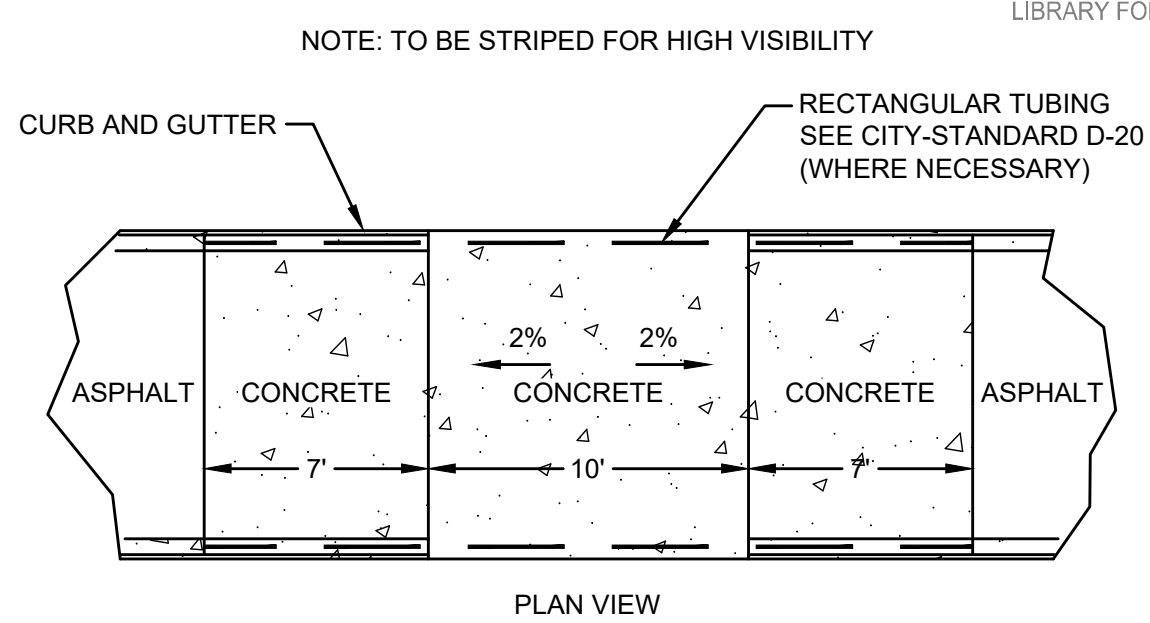 LIBRARY FO
NOTE: TO BE STRIPED FOR HIGH VISIBILITY
CURB AND GUTTER
RECTANGULAR TUBING
SEE CITY-STANDARD D-20
(WHERE NECESSARY)
2% 2%
ASPHALT CONCRETE CONCRETE CONCRETE ASPHALT
7' 10' 7'
PLAN VIEW